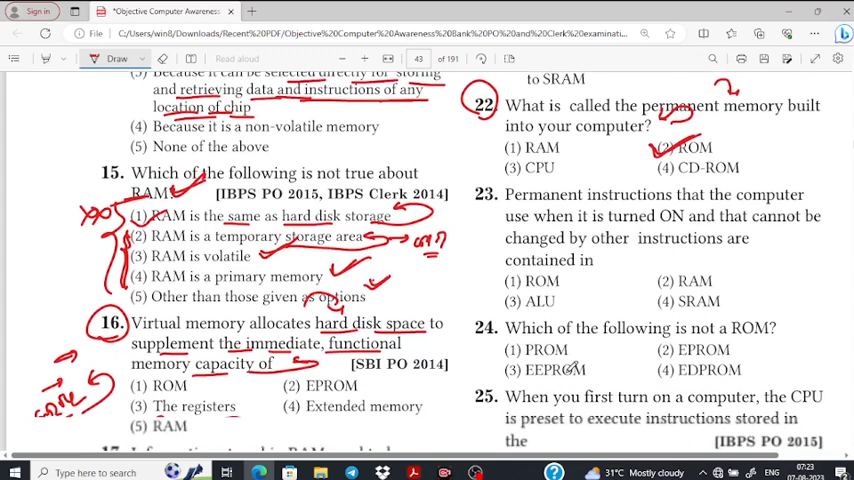 Sign in
*Objective%20Computer%20Awarenes
C:/Users/win8/Downloads/Recent%20PDF/Objective%20Computer%20Awareness%20Bank%20PO%20and%20Clerk%20examinati...
Draw
Read aloud
43 of 191
(3) Because it can be selected directly for storing
and retrieving data and instructions of any
location of chip
(4) Because it is a non-volatile memory
(5) None of the above
15. Which of the following is not true about
RAM? [IBPS PO 2015, IBPS Clerk 2014]
(1) RAM is the same as hard disk storage
(2) RAM is a temporary storage area
(3) RAM is volatile
(4) RAM is a primary memory
(5) Other than those given as options
16. Virtual memory allocates hard disk space to
supplement the immediate, functional
memory capacity of [SBI PO 2014]
(1) ROM (2) EPROM
(3) The registers (4) Extended memory
(5) RAM
to SRAM
22. What is called the permanent memory built
into your computer?
(1) RAM (2) ROM
(3) CPU (4) CD-ROM
23. Permanent instructions that the computer
use when it is turned ON and that cannot be
changed by other instructions are
contained in
(1) ROM (2) RAM
(3) ALU (4) SRAM
24. Which of the following is not a ROM?
(1) PROM (2) EPROM
(3) EEPROM (4) EDPROM
25. When you first turn on a computer, the CPU
is preset to execute instructions stored in
the [IBPS PO 2015]
Type here to search
31°C Mostly cloudy
ENG
07:23
07-08-2023